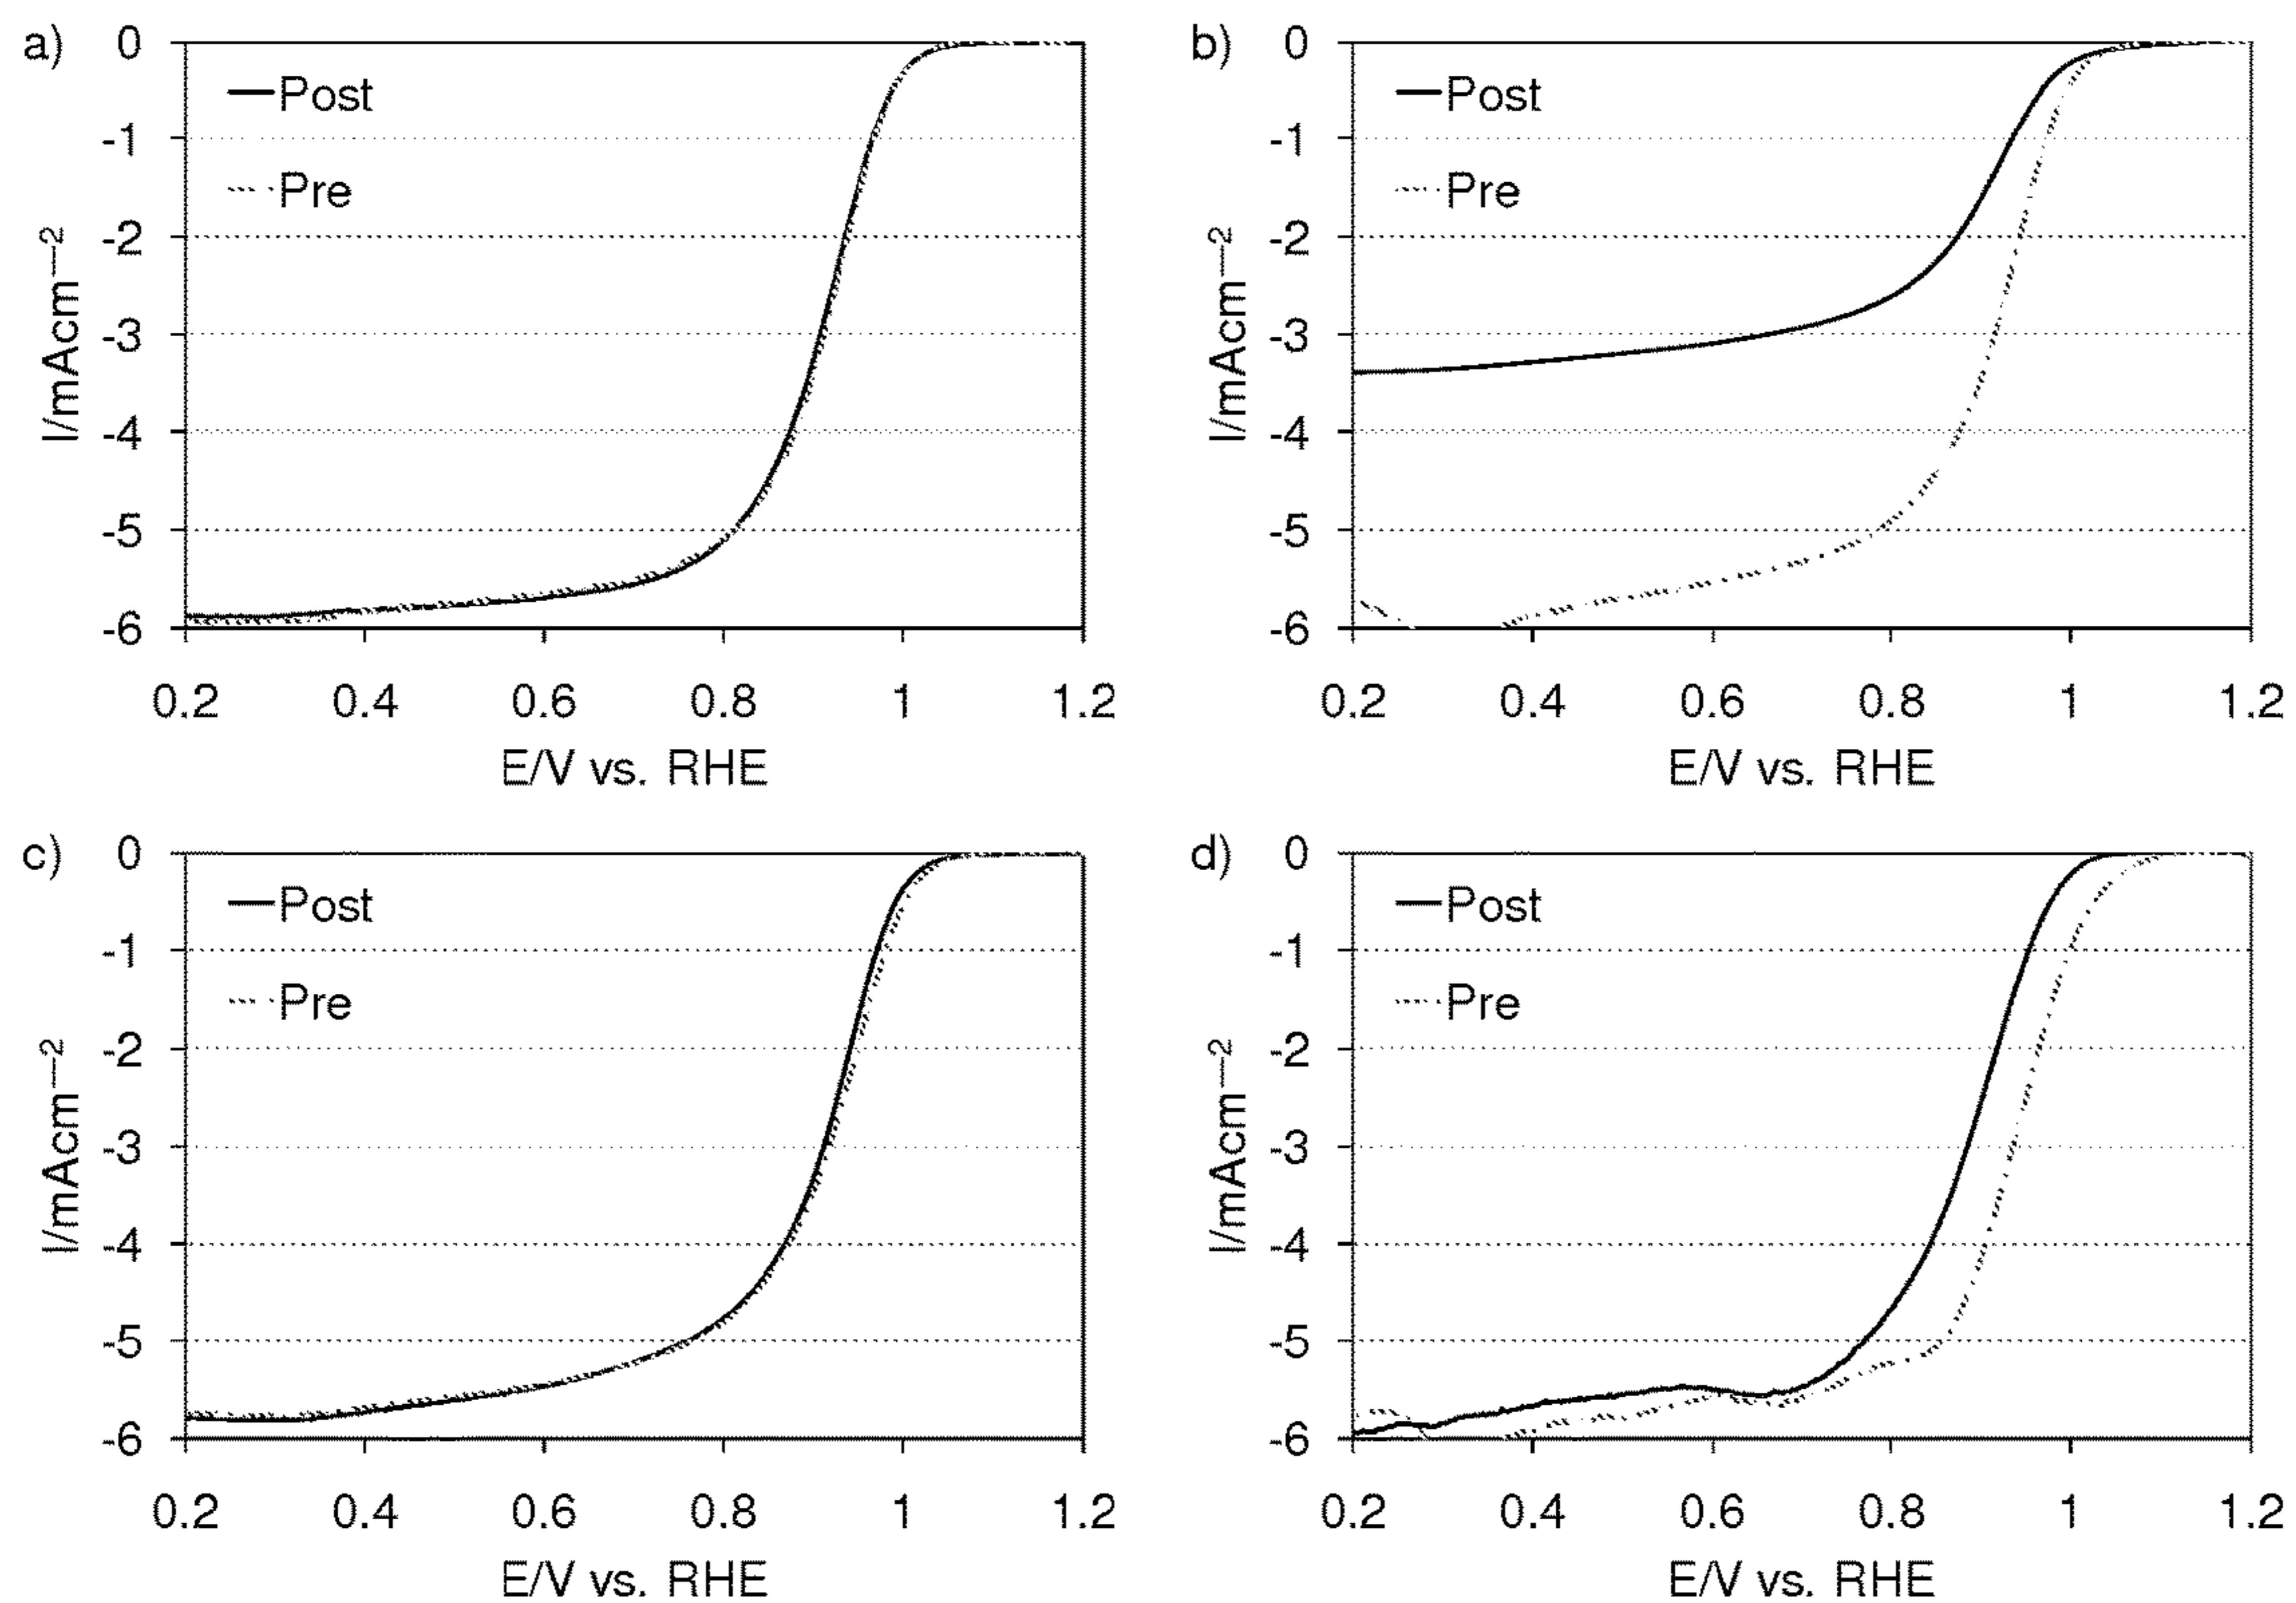 a)
0
-1
-2
-3
-4
-5
-6
Post
Pre
I/mAcm—2
0.2 0.4 0.6 0.8 1 1.2
E/V vs. RHE
b)
0
-1
-2
-3
-4
-5
-6
Post
Pre
I/mAcm—2
0.2 0.4 0.6 0.8 1 1.2
E/V vs. RHE
c)
0
-1
-2
-3
-4
-5
-6
Post
Pre
I/mAcm—2
0.2 0.4 0.6 0.8 1 1.2
E/V vs. RHE
d)
0
-1
-2
-3
-4
-5
-6
Post
Pre
I/mAcm—2
0.2 0.4 0.6 0.8 1 1.2
E/V vs. RHE